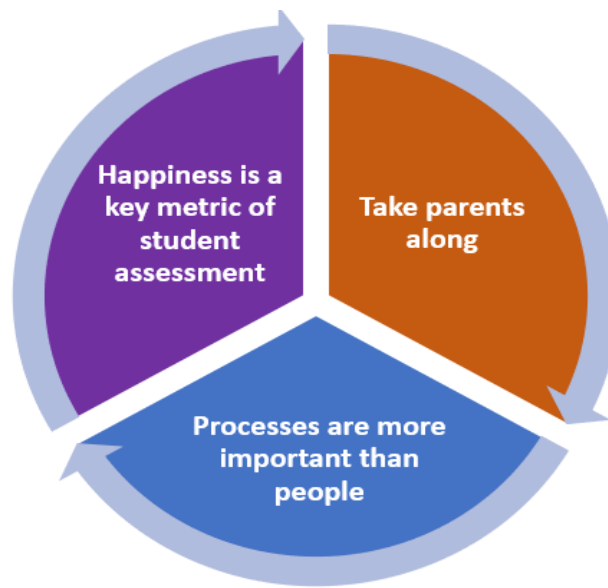 Happiness is a
key metric of
student
assessment
Take parents
along
Processes are more
important than
people